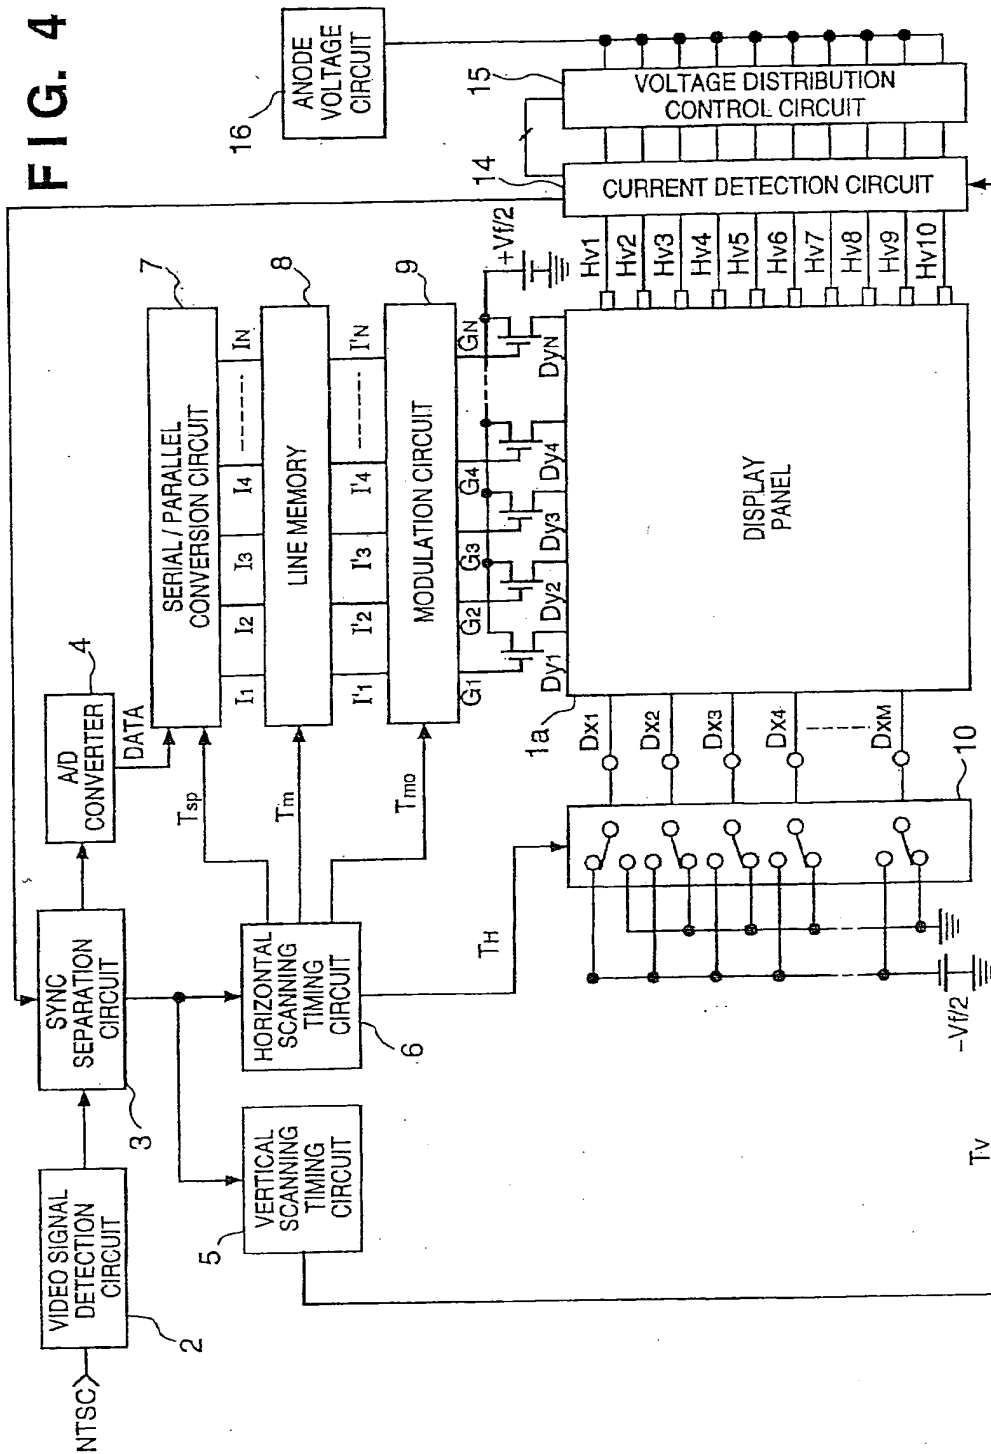 FIG. 4
NTSC
VIDEO SIGNAL
DETECTION
CIRCUIT
2
SYNC
SEPARATION
CIRCUIT
3
A/D
CONVERTER
4
DATA
VERTICAL
SCANNING
TIMING
CIRCUIT
5
HORIZONTAL
SCANNING
TIMING
CIRCUIT
6
Tsp
Tm
Tmo
TH
TV
SERIAL / PARALLEL
CONVERSION CIRCUIT
7
I1 I2 I3 I4 IN
LINE MEMORY
8
I'1 I'2 I'3 I'4 I'N
MODULATION CIRCUIT
9
G1 G2 G3 G4 GN
+Vf/2
Dy1 Dy2 Dy3 Dy4 DyN
1a
DISPLAY
PANEL
Dx1
Dx2
Dx3
Dx4
DxM
10
-Vf/2
Hv1
Hv2
Hv3
Hv4
Hv5
Hv6
Hv7
Hv8
Hv9
Hv10
CURRENT DETECTION CIRCUIT
14
VOLTAGE DISTRIBUTION
CONTROL CIRCUIT
15
ANODE
VOLTAGE
CIRCUIT
16